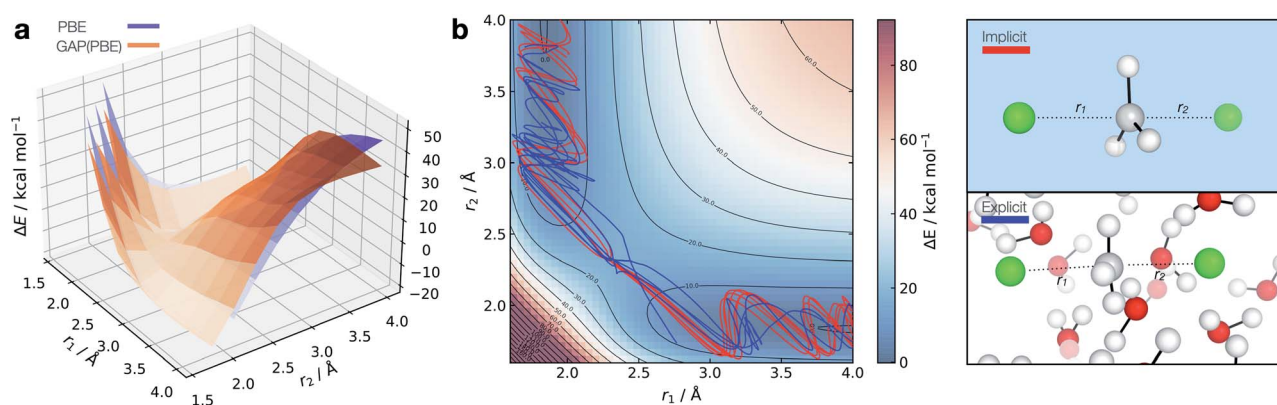 a
PBE
GAP(PBE)
ΔE / kcal mol⁻¹
50
40
30
20
10
0
−10
−20
1.5
2.0
2.5
3.0
3.5
4.0
r₁ / Å
1.5
2.0
2.5
3.0
3.5
4.0
r₂ / Å
b
4.0
3.5
3.0
2.5
2.0
r₂ / Å
2.0
2.5
3.0
3.5
4.0
r₁ / Å
0.0
60.0
50.0
40.0
30.0
20.0
10.0
80
60
40
20
0
ΔE / kcal mol⁻¹
Implicit
r₁
r₂
Explicit
r₁
r₂